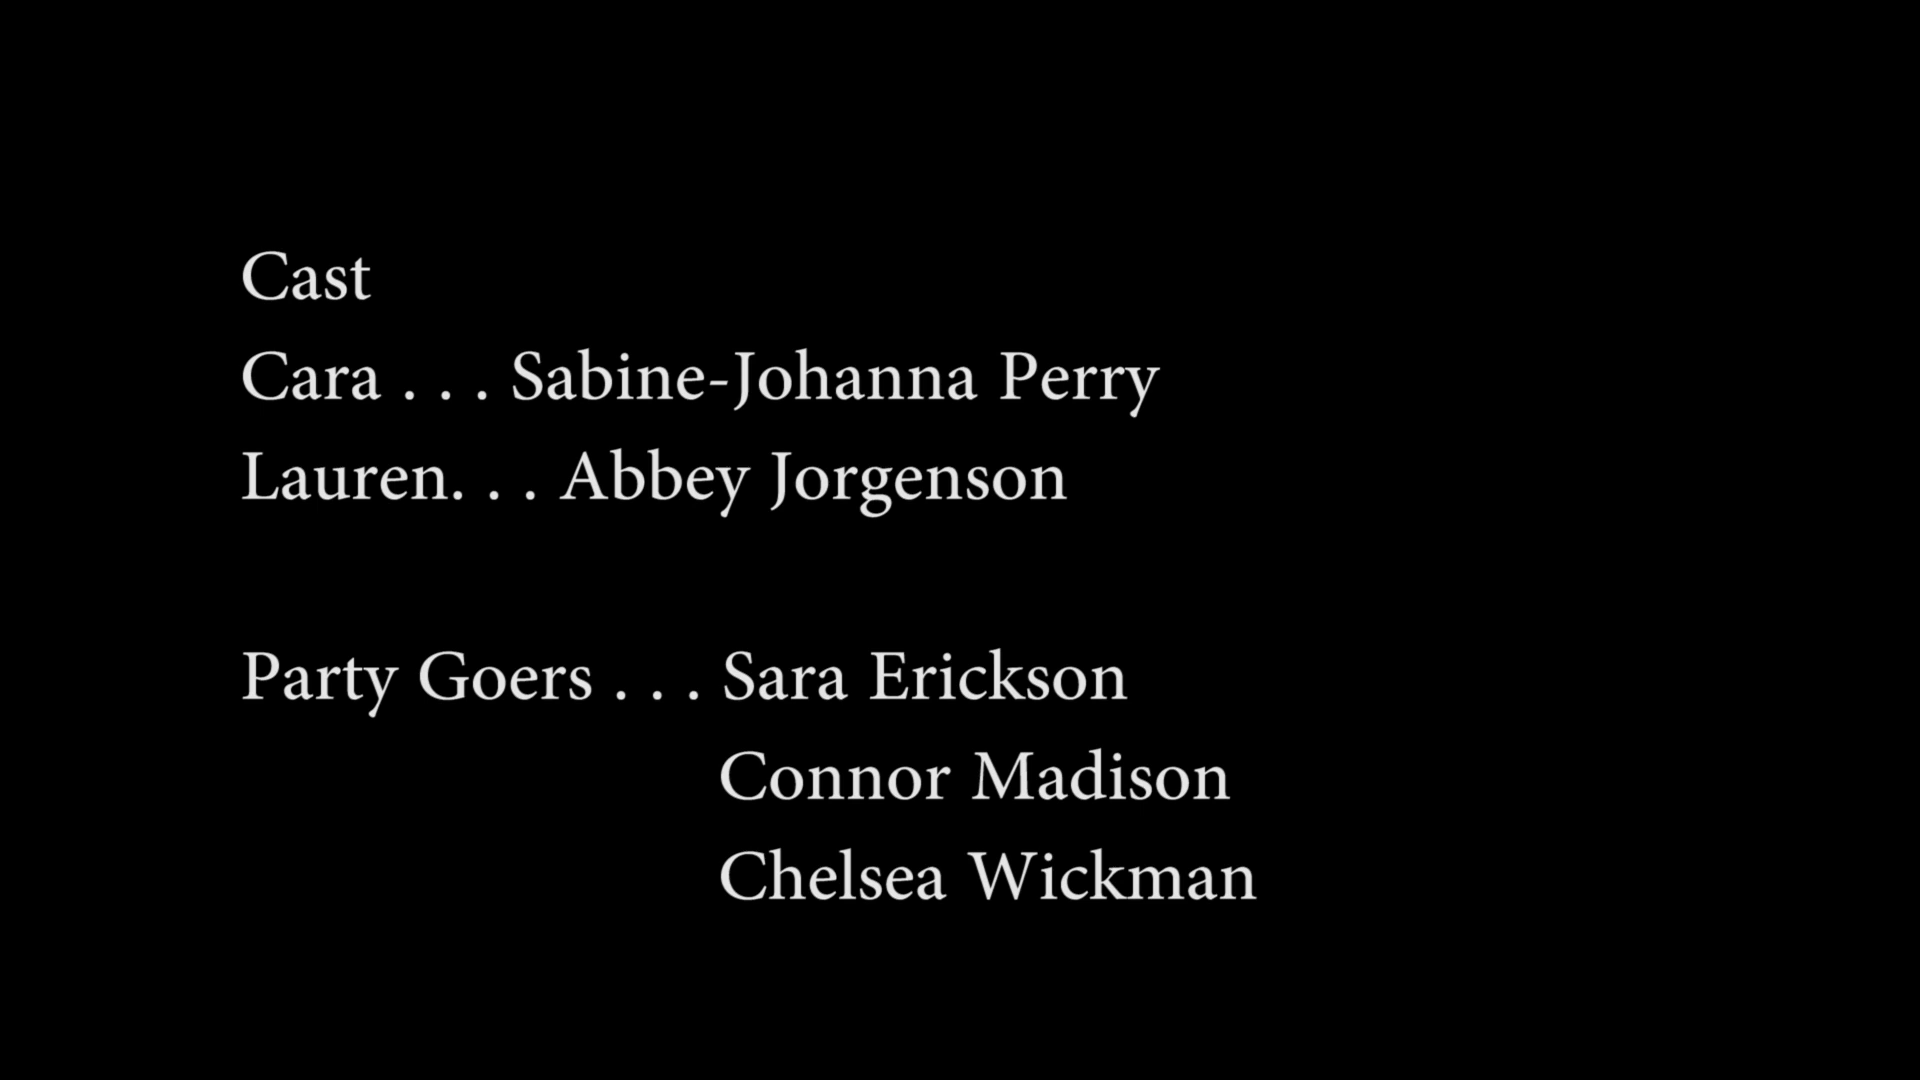 Cast
Cara . . . Sabine-Johanna Perry
Lauren. . . Abbey Jorgenson
Party Goers . . . Sara Erickson
Connor Madison
Chelsea Wickman